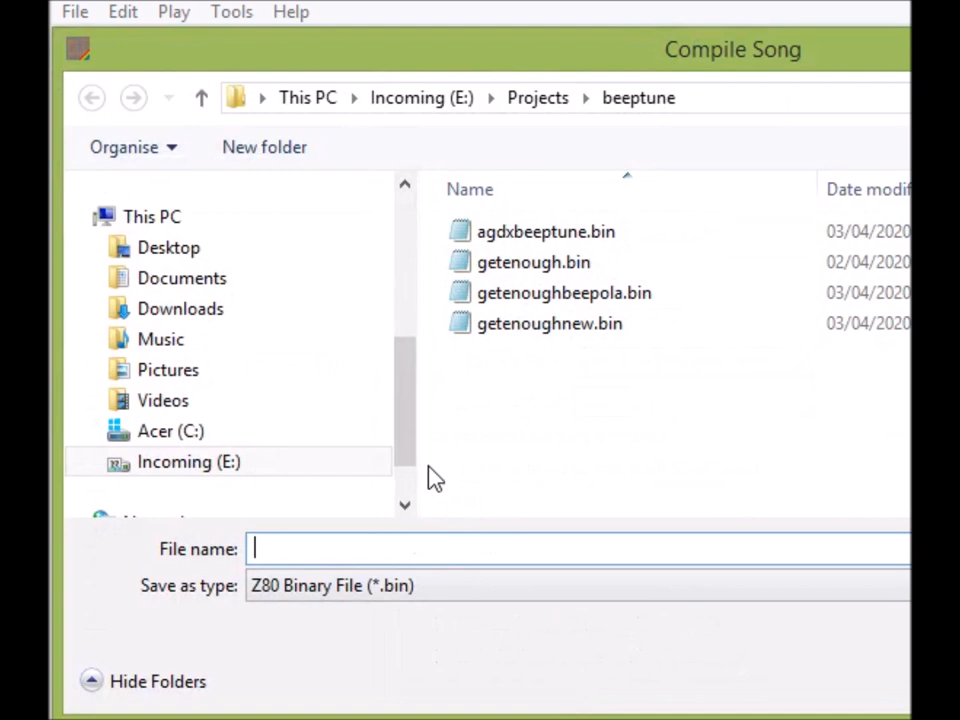 File Edit Play Tools Help
Compile Song
This PC Incoming (E:) Projects beeptune
Organise New folder
Name Date modif
This PC
Desktop
Documents
Downloads
Music
Pictures
Videos
Acer (C:)
Incoming (E:)
agdxbeeptune.bin 03/04/2020
getenough.bin 02/04/2020
getenoughbeepola.bin 03/04/2020
getenoughnew.bin 03/04/2020
File name:
Save as type: Z80 Binary File (*.bin)
Hide Folders